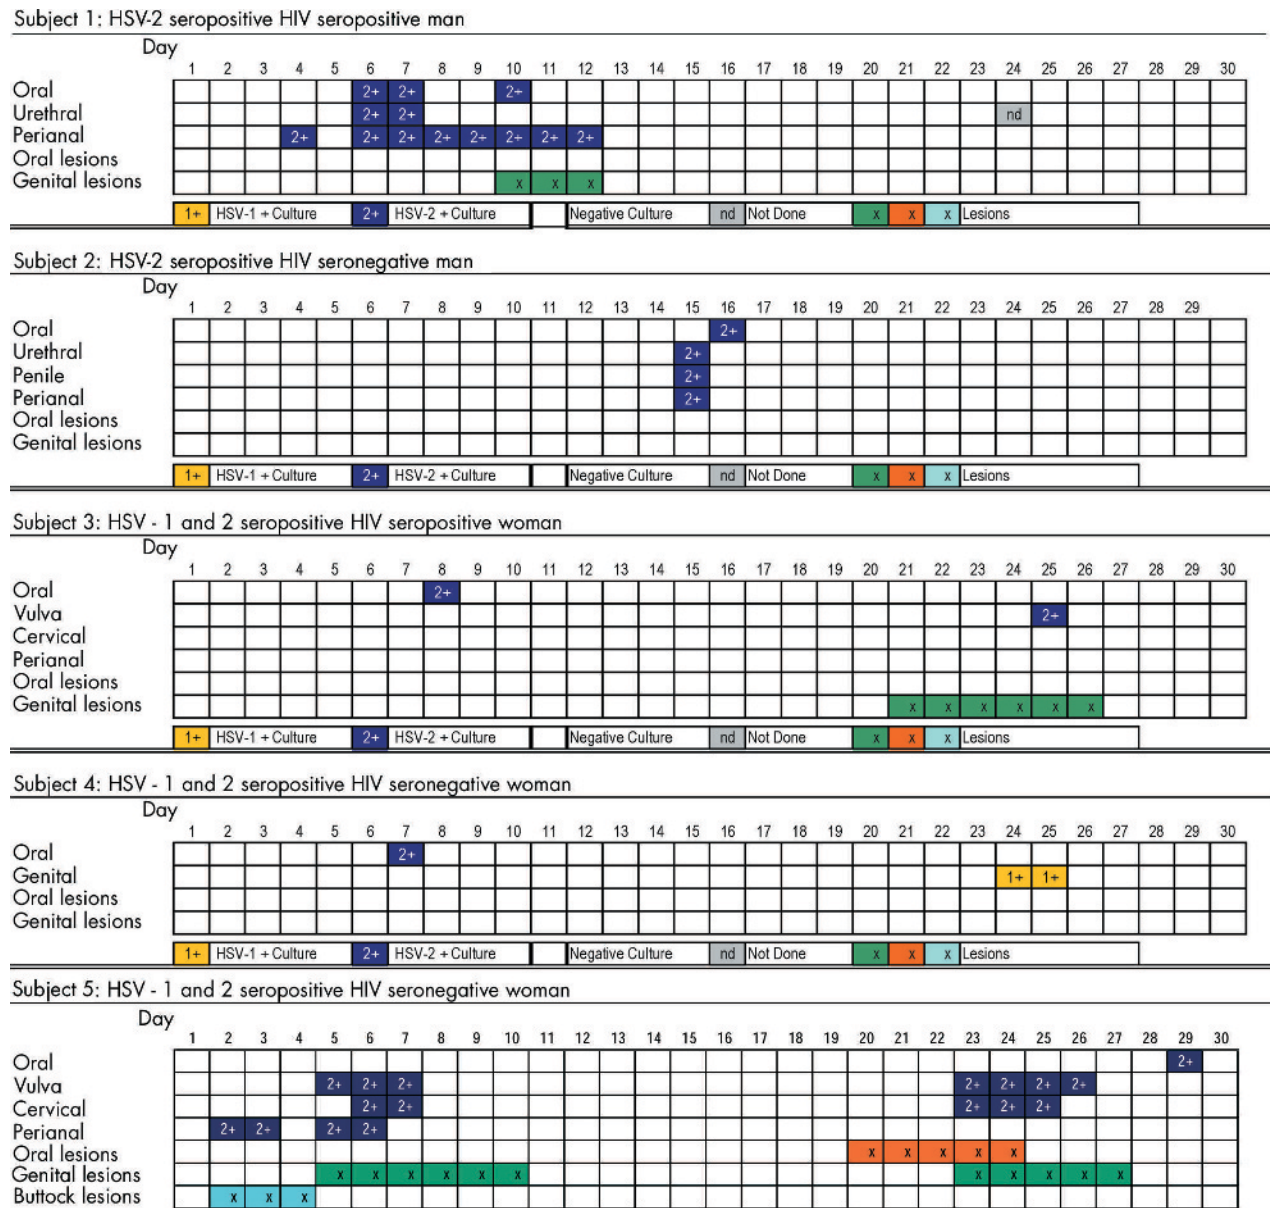 Subject 1: HSV-2 seropositive HIV seropositive man
Day
1 2 3 4 5 6 7 8 9 10 11 12 13 14 15 16 17 18 19 20 21 22 23 24 25 26 27 28 29 30
Oral 2+ 2+ 2+
Urethral 2+ 2+ nd
Perianal 2+ 2+ 2+ 2+ 2+ 2+ 2+ 2+
Oral lesions
Genital lesions x x x
1+ HSV-1 + Culture 2+ HSV-2 + Culture Negative Culture nd Not Done x x x Lesions
Subject 2: HSV-2 seropositive HIV seronegative man
Day
1 2 3 4 5 6 7 8 9 10 11 12 13 14 15 16 17 18 19 20 21 22 23 24 25 26 27 28 29
Oral 2+
Urethral 2+
Penile 2+
Perianal 2+
Oral lesions
Genital lesions
1+ HSV-1 + Culture 2+ HSV-2 + Culture Negative Culture nd Not Done x x x Lesions
Subject 3: HSV - 1 and 2 seropositive HIV seropositive woman
Day
1 2 3 4 5 6 7 8 9 10 11 12 13 14 15 16 17 18 19 20 21 22 23 24 25 26 27 28 29 30
Oral 2+
Vulva 2+
Cervical
Perianal
Oral lesions
Genital lesions x x x x x x
1+ HSV-1 + Culture 2+ HSV-2 + Culture Negative Culture nd Not Done x x x Lesions
Subject 4: HSV - 1 and 2 seropositive HIV seronegative woman
Day
1 2 3 4 5 6 7 8 9 10 11 12 13 14 15 16 17 18 19 20 21 22 23 24 25 26 27 28 29 30
Oral 2+
Genital 1+ 1+
Oral lesions
Genital lesions
1+ HSV-1 + Culture 2+ HSV-2 + Culture Negative Culture nd Not Done x x x Lesions
Subject 5: HSV - 1 and 2 seropositive HIV seronegative woman
Day
1 2 3 4 5 6 7 8 9 10 11 12 13 14 15 16 17 18 19 20 21 22 23 24 25 26 27 28 29 30
Oral 2+
Vulva 2+ 2+ 2+ 2+ 2+ 2+ 2+
Cervical 2+ 2+ 2+ 2+ 2+
Perianal 2+ 2+ 2+ 2+
Oral lesions x x x x x
Genital lesions x x x x x x x x x x x
Buttock lesions x x x